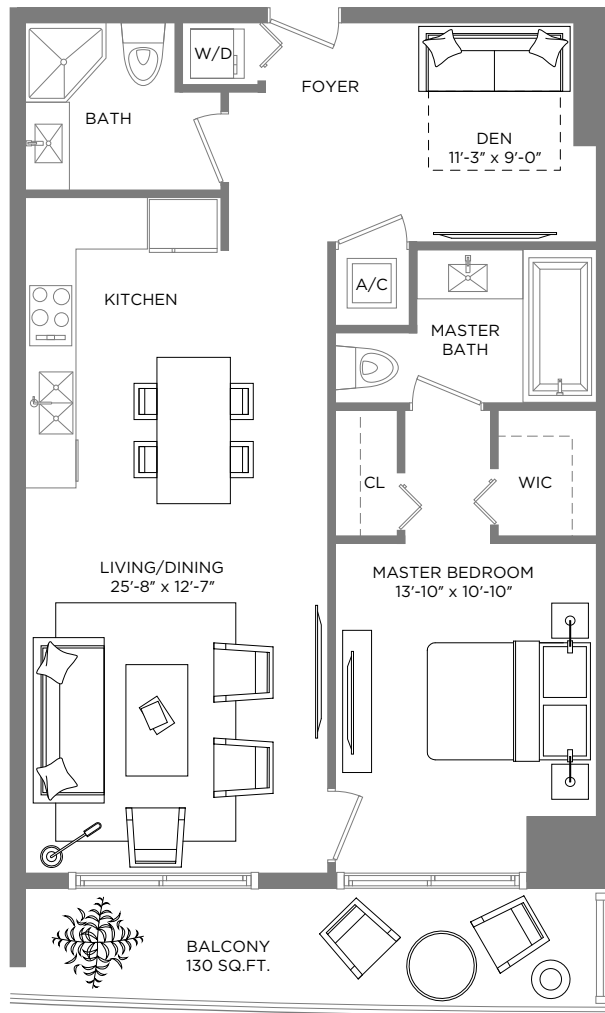 W/D
FOYER
BATH
DEN
11'-3" x 9'-0"
A/C
KITCHEN
MASTER
BATH
CL
WIC
LIVING/DINING
25'-8" x 12'-7"
MASTER BEDROOM
13'-10" x 10'-10"
BALCONY
130 SQ.FT.